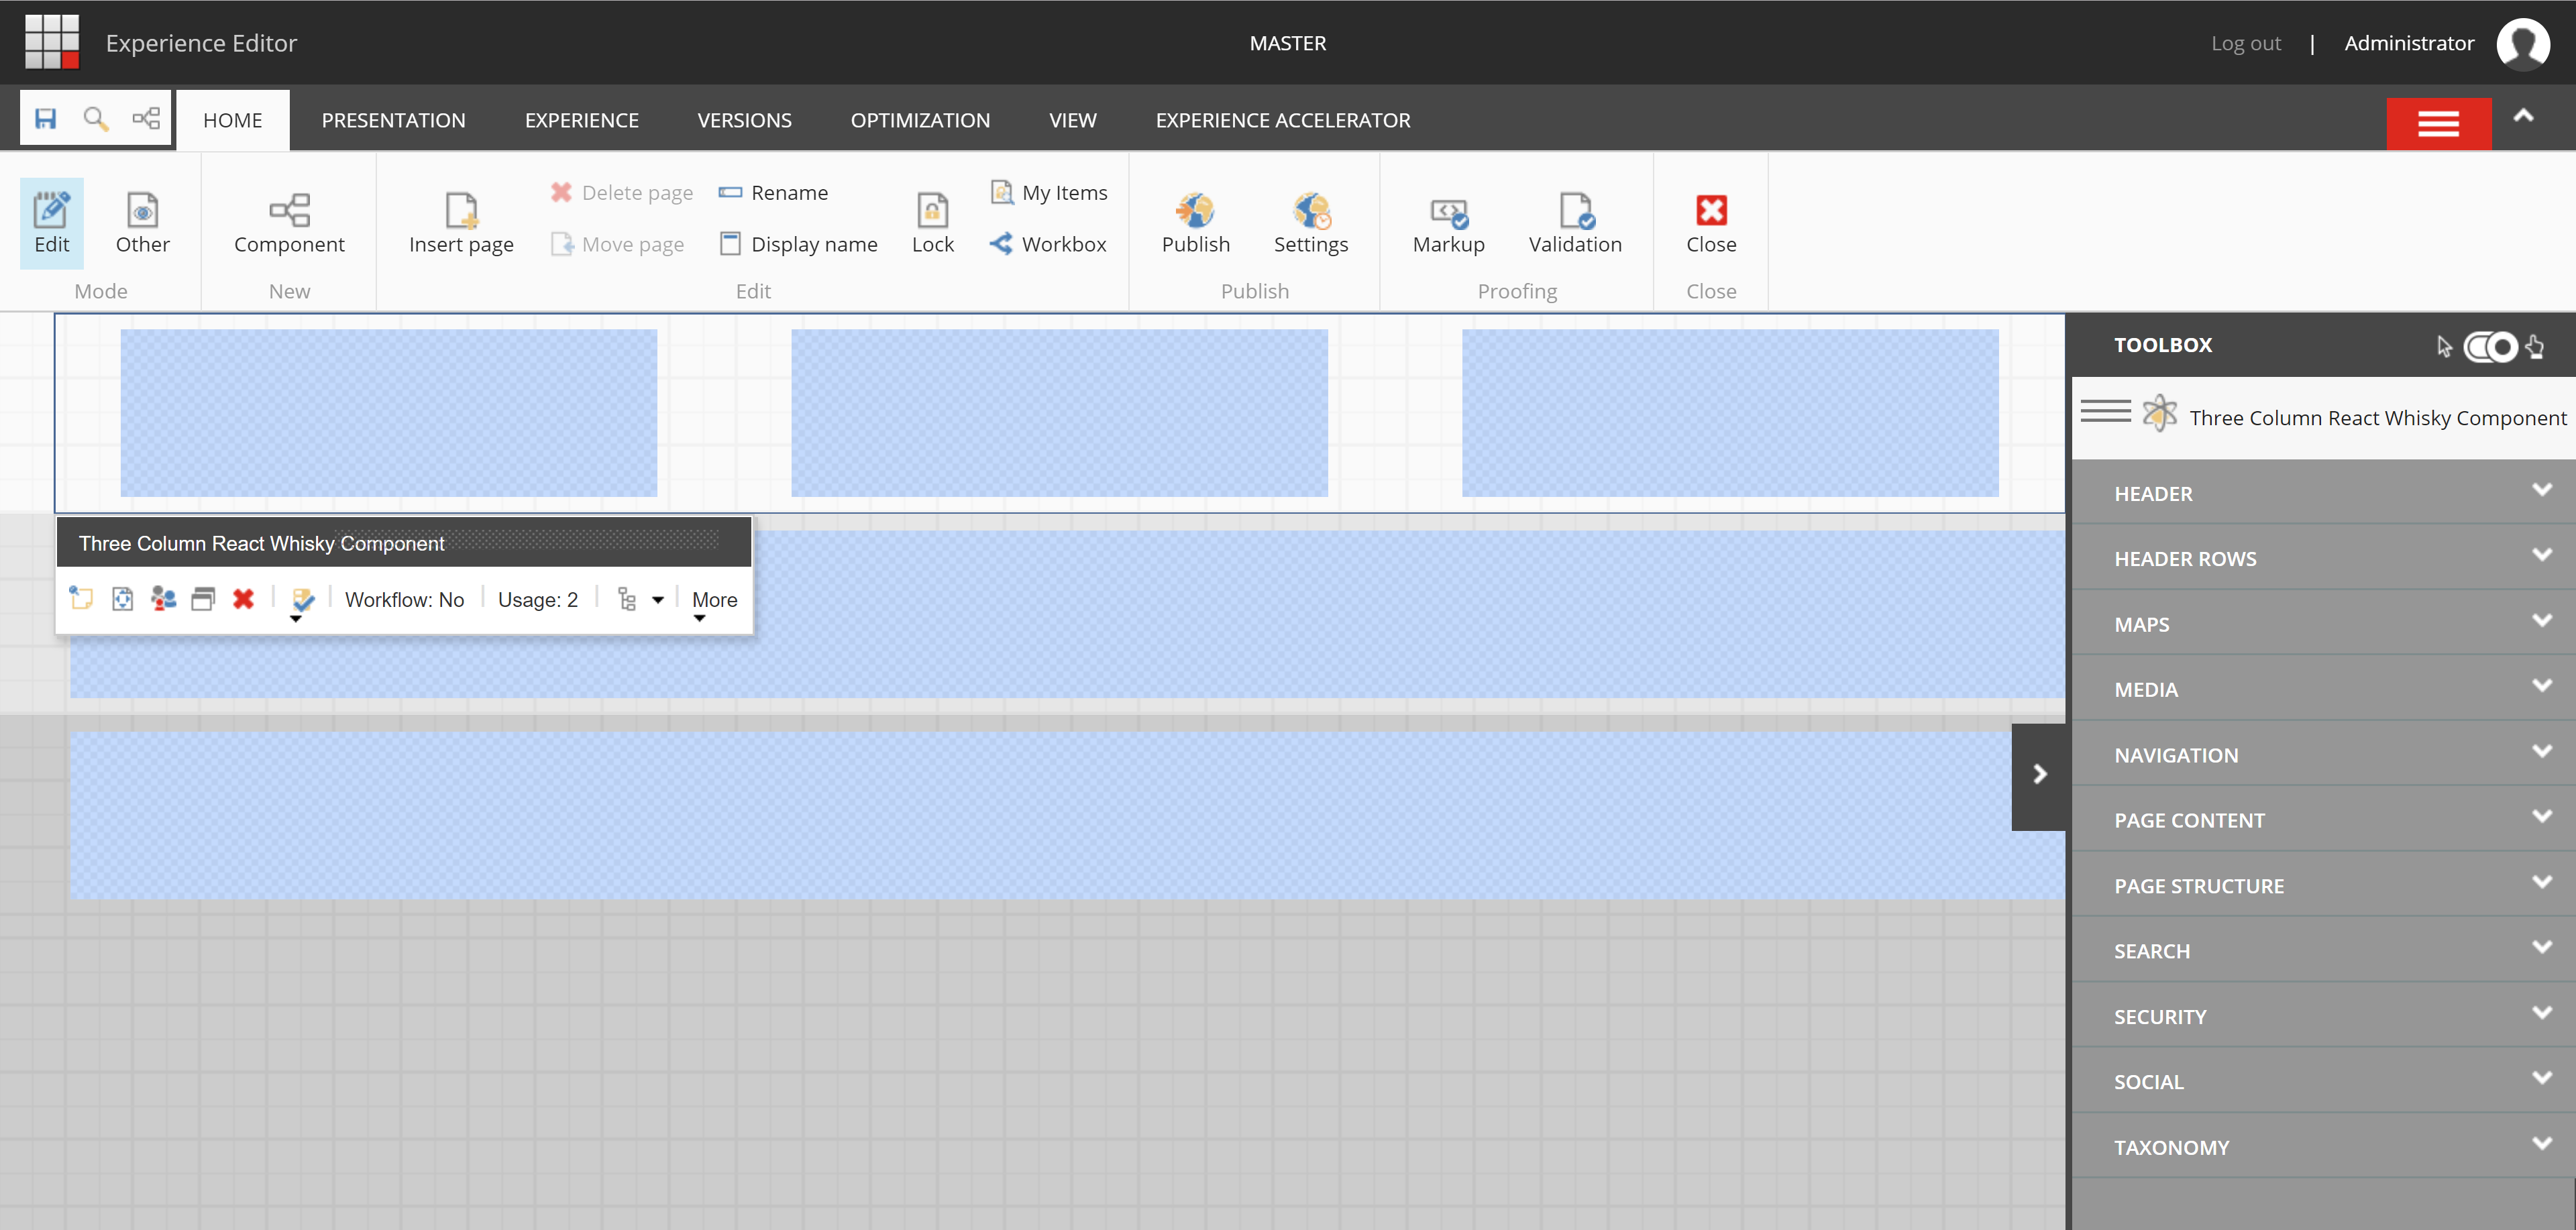 Experience Editor
MASTER
Log out | Administrator
HOME PRESENTATION EXPERIENCE VERSIONS OPTIMIZATION VIEW EXPERIENCE ACCELERATOR
Delete page Rename My Items
Edit Other Component Insert page Move page Display name Lock Workbox Publish Settings Markup Validation Close
Mode New Edit Publish Proofing Close
TOOLBOX
Three Column React Whisky Component
HEADER
Three Column React Whisky Component
HEADER ROWS
Workflow: No Usage: 2 More
MAPS
MEDIA
NAVIGATION
PAGE CONTENT
PAGE STRUCTURE
SEARCH
SECURITY
SOCIAL
TAXONOMY